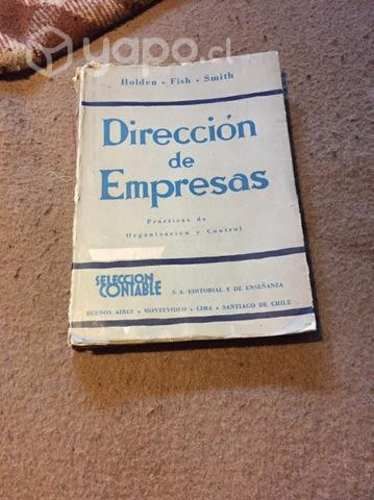 yapo.cl
Holden - Fish - Smith
Dirección
de
Empresas
Prácticas de
Organización y Control
SELECCION
CONTABLE
S. A. EDITORIAL Y DE ENSEÑANZA
BUENOS AIRES - MONTEVIDEO - LIMA - SANTIAGO DE CHILE